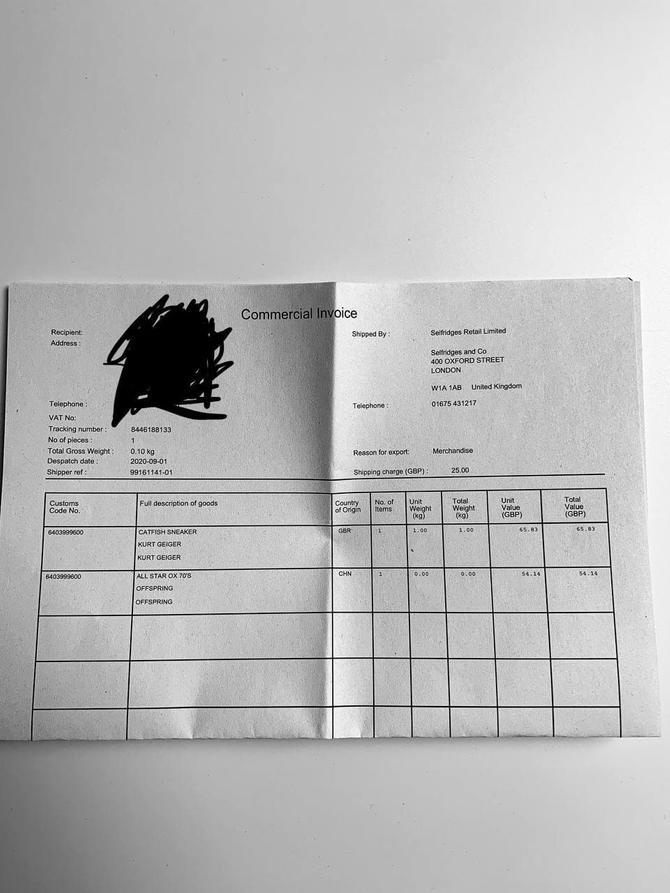 Commercial Invoice
Recipient:
Address :
Telephone :
VAT No:
Tracking number : 8446188133
No of pieces : 1
Total Gross Weight : 0.10 kg
Despatch date : 2020-09-01
Shipper ref : 99161141-01
Shipped By : Selfridges Retail Limited
Selfridges and Co
400 OXFORD STREET
LONDON
W1A 1AB United Kingdom
Telephone : 01675 431217
Reason for export: Merchandise
Shipping charge (GBP) : 25.00
Customs Code No. Full description of goods Country of Origin No. of Items Unit Weight (kg) Total Weight (kg) Unit Value (GBP) Total Value (GBP)
6403999600 CATFISH SNEAKER GBR 1 1.00 1.00 65.83 65.83
KURT GEIGER
KURT GEIGER
6403999600 ALL STAR OX 70'S CHN 1 0.00 0.00 54.14 54.14
OFFSPRING
OFFSPRING